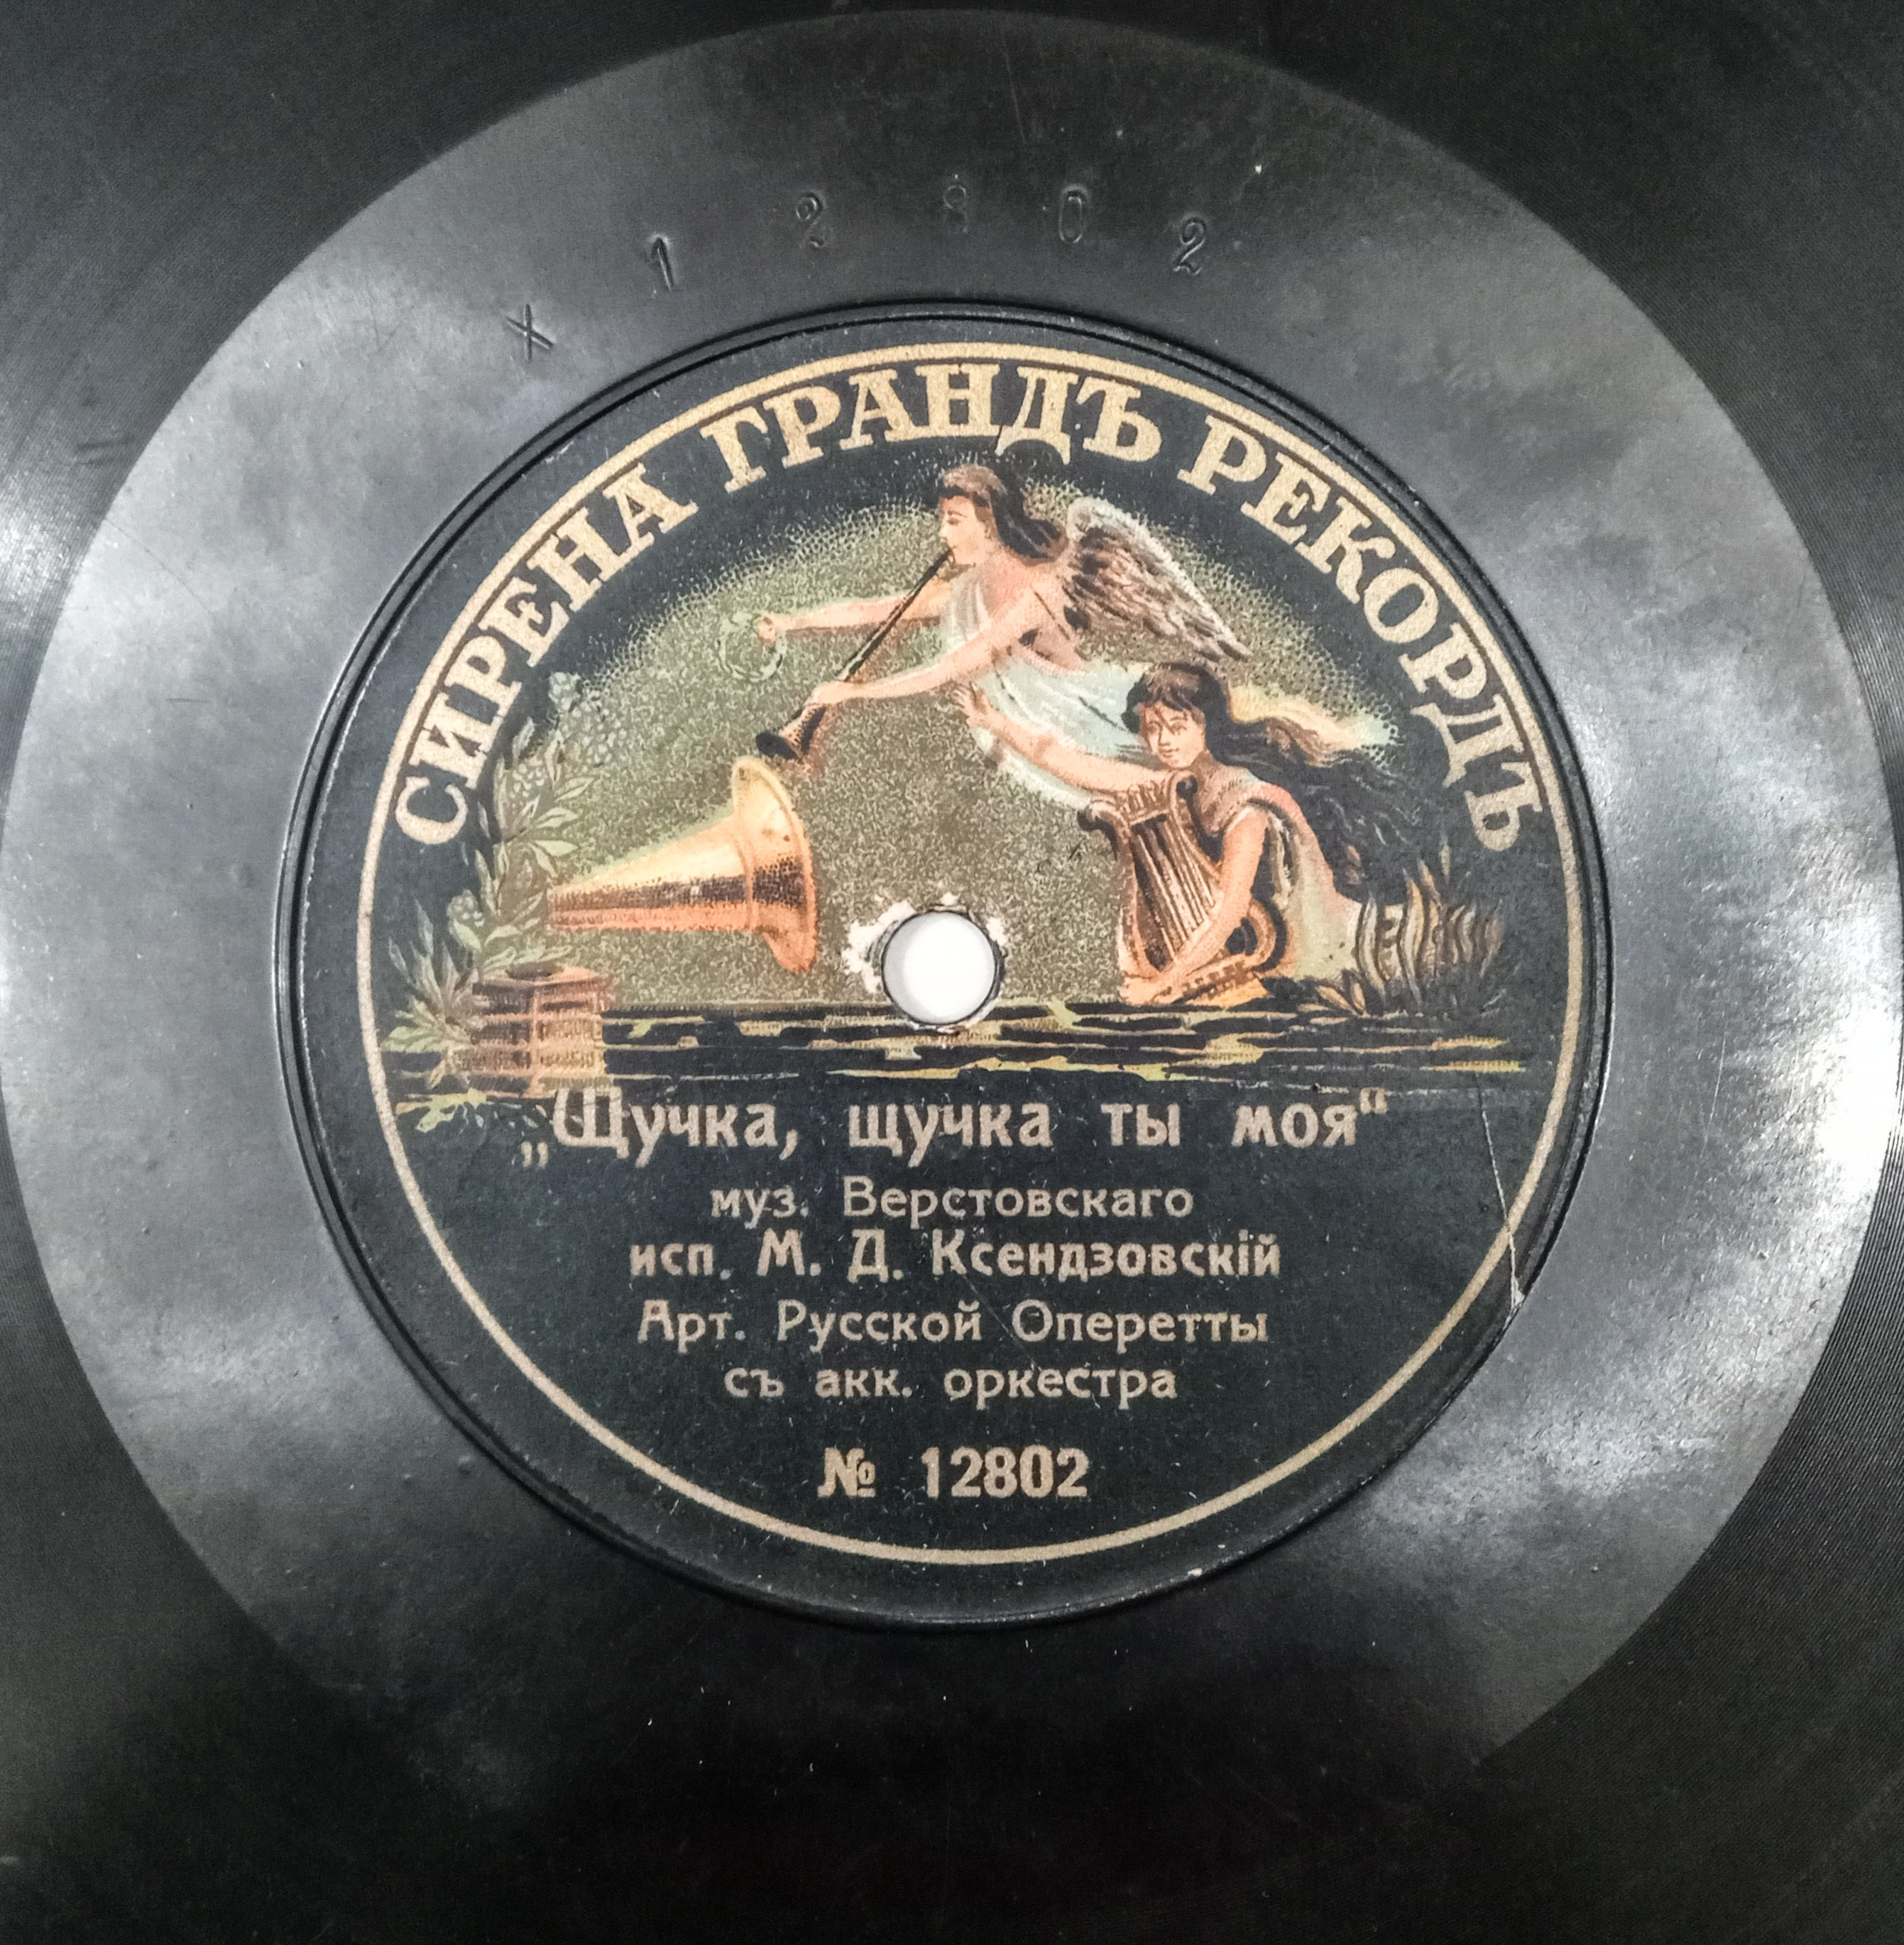 х 12802
СИРЕНА ГРАНДЪ РЕКОРДЪ
„Щучка, щучка ты моя“
муз. Верстовскаго
исп. М. Д. Ксендзовскій
Арт. Русской Оперетты
съ акк. оркестра
№ 12802